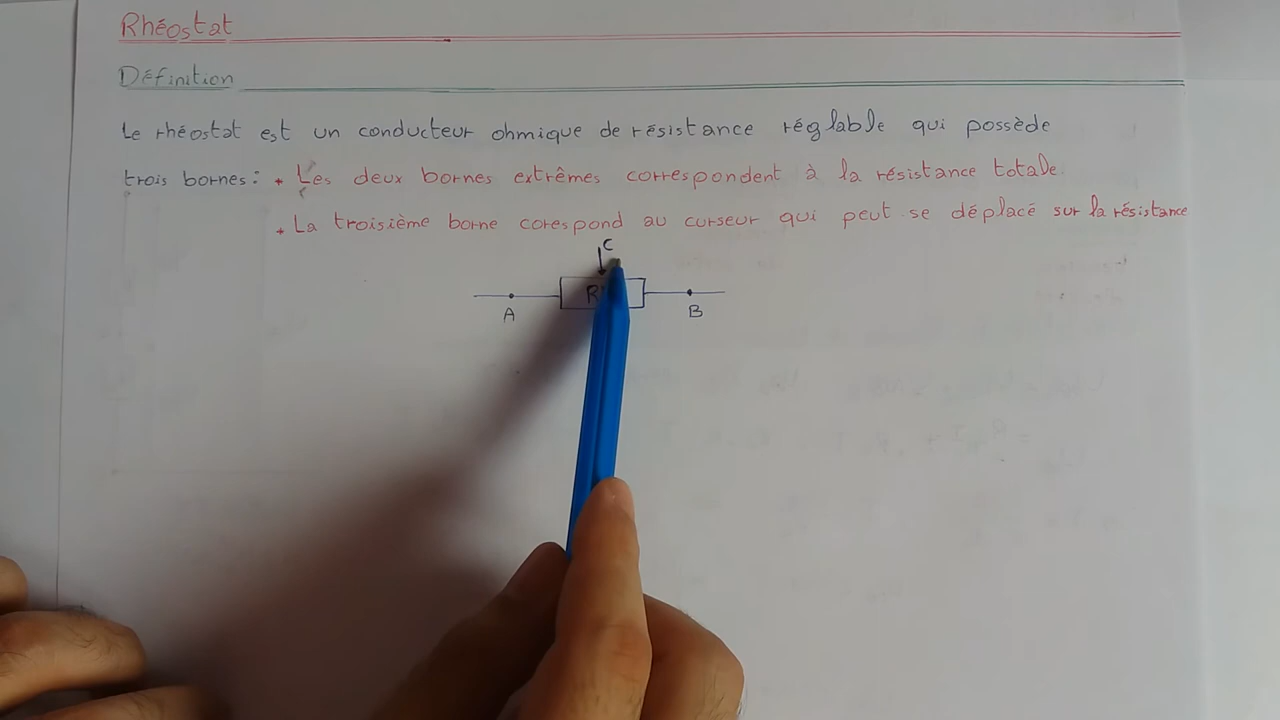 Rhéostat
Définition
Le rhéostat est un conducteur ohmique de résistance réglable qui possède
trois bornes: + Les deux bornes extrêmes correspondent à la résistance totale.
+ La troisième borne corespond au curseur qui peut se déplacé sur la résistance
C
A
B